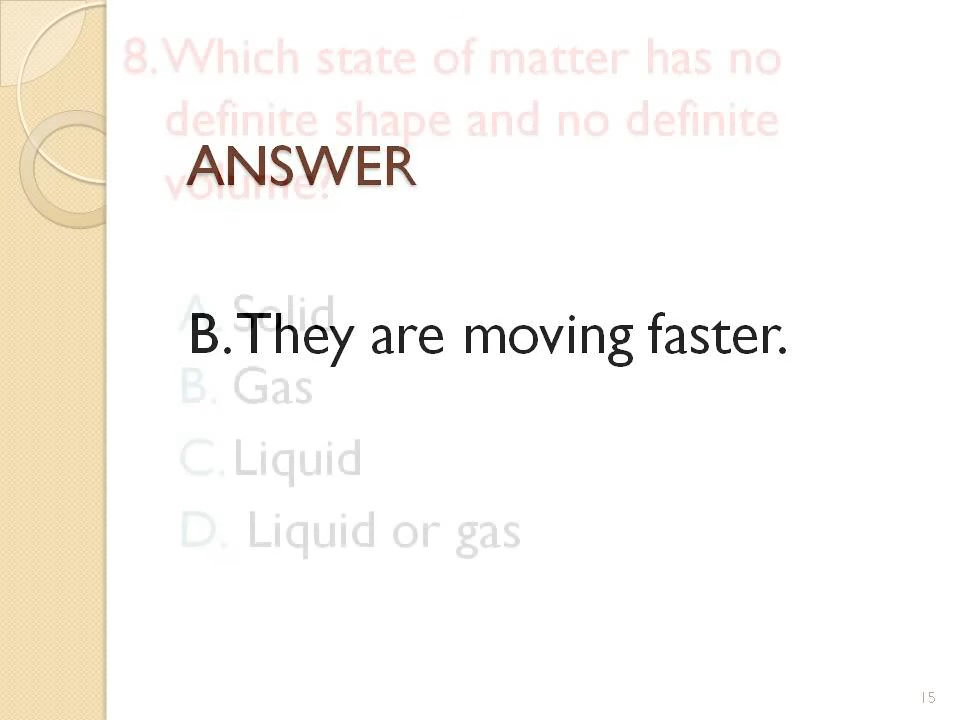 8. Which state of matter has no
definite shape and no definite
volume?
ANSWER
A. Solid
B. They are moving faster.
B. Gas
C. Liquid
D. Liquid or gas
15